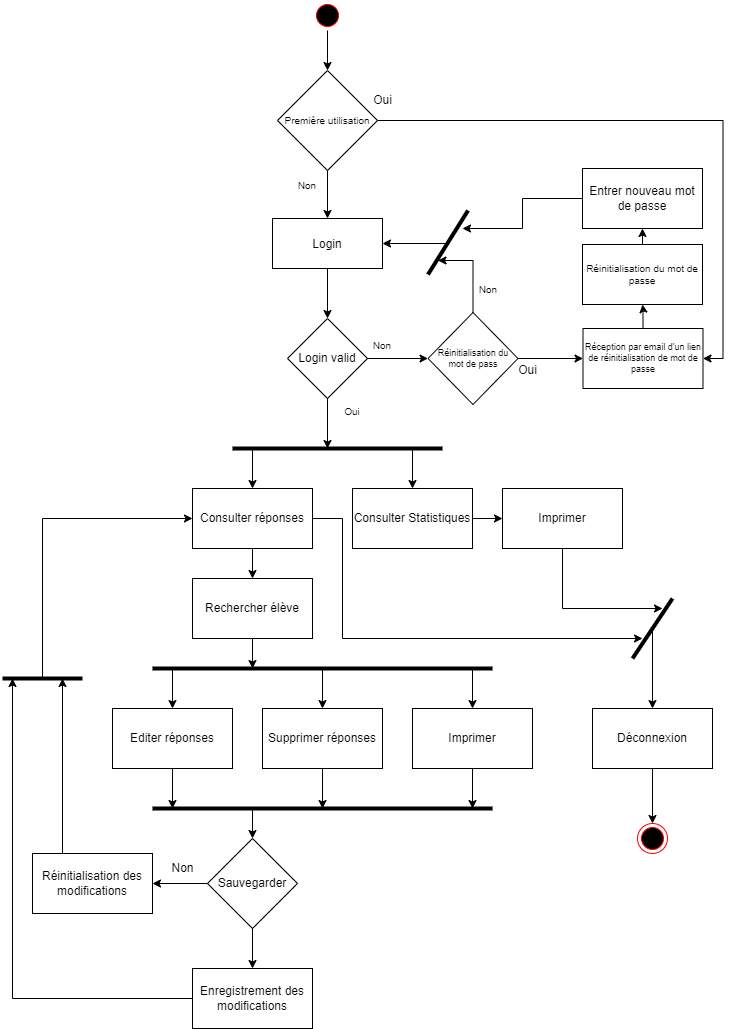 Oui
Première utilisation
Non
Entrer nouveau mot
de passe
Login
Réinitialisation du mot de
passe
Non
Login valid
Non
Réinitialisation du
mot de pass
Oui
Réception par email d'un lien
de réinitialisation de mot de
passe
Oui
Consulter réponses
Consulter Statistiques
Imprimer
Rechercher élève
Editer réponses
Supprimer réponses
Imprimer
Déconnexion
Non
Réinitialisation des
modifications
Sauvegarder
Enregistrement des
modifications